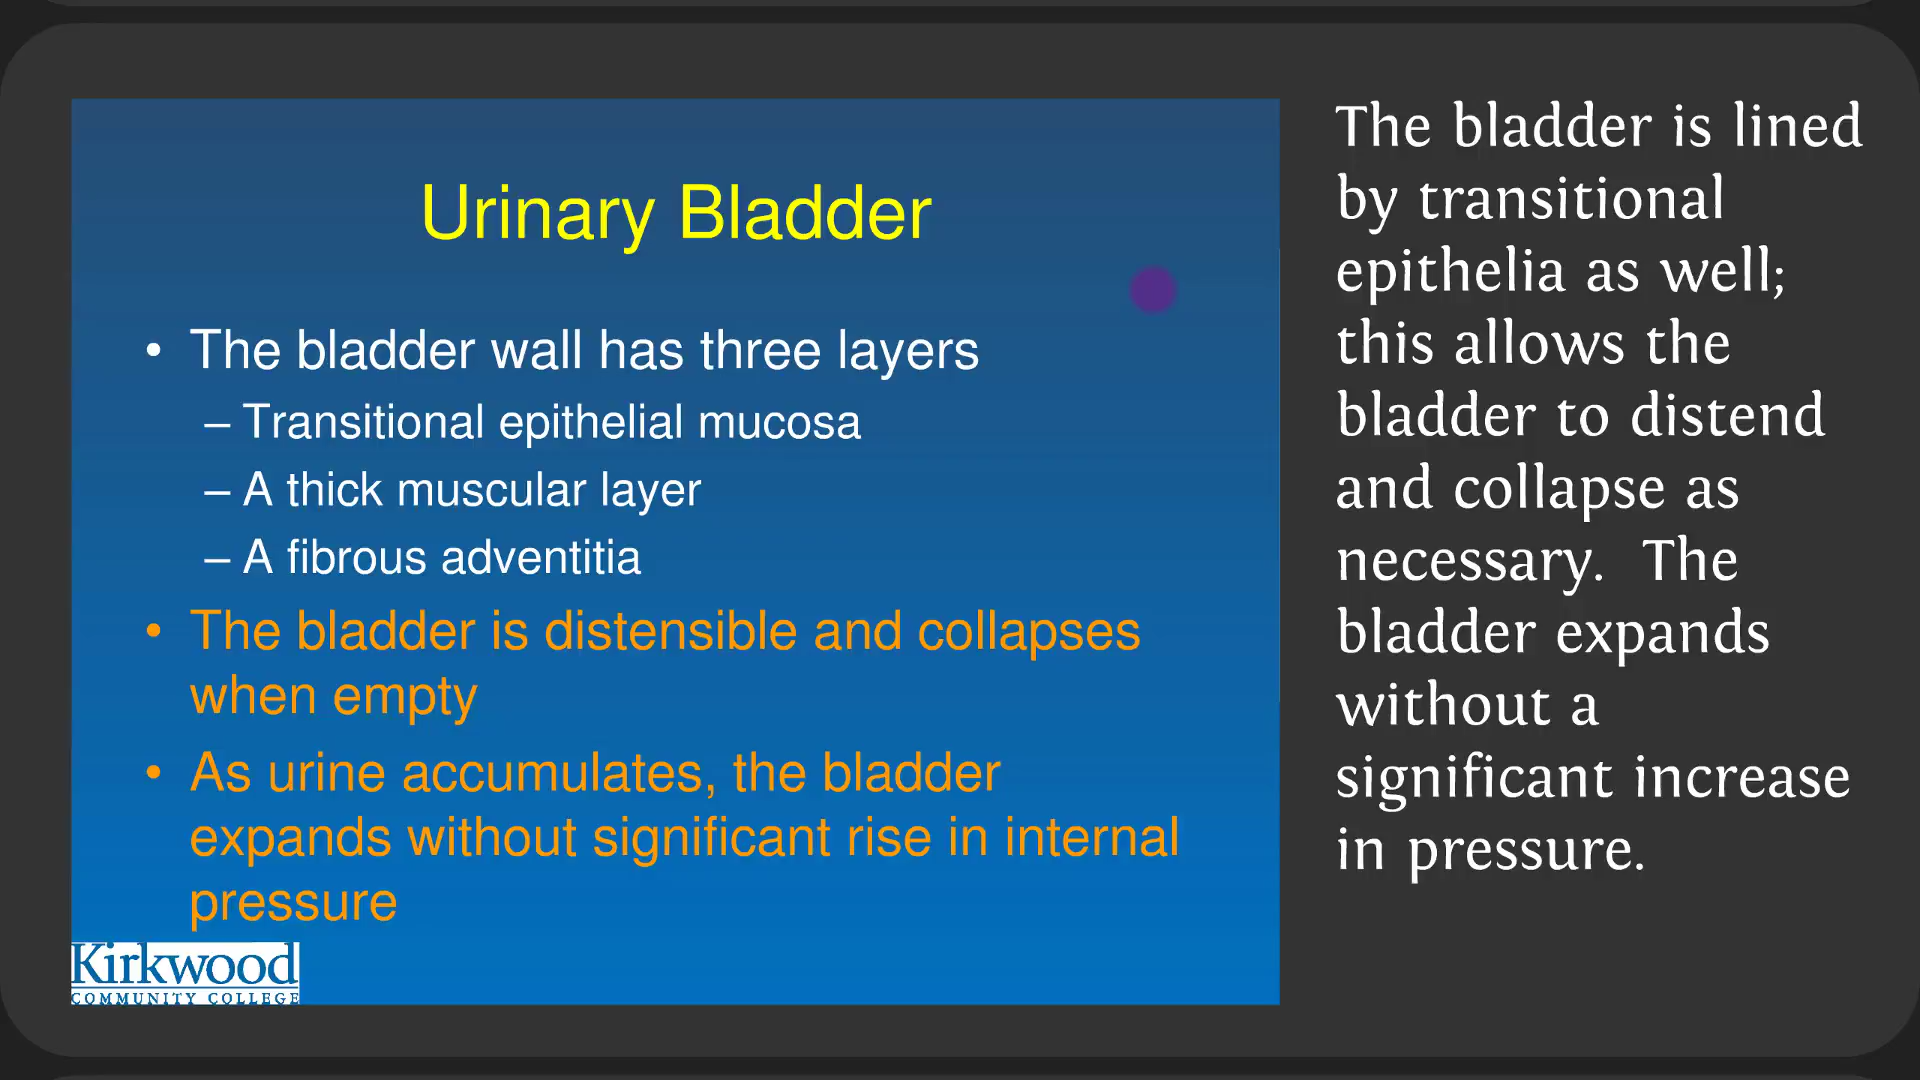 Urinary Bladder
• The bladder wall has three layers
– Transitional epithelial mucosa
– A thick muscular layer
– A fibrous adventitia
• The bladder is distensible and collapses
when empty
• As urine accumulates, the bladder
expands without significant rise in internal
pressure
Kirkwood
COMMUNITY COLLEGE
The bladder is lined
by transitional
epithelia as well;
this allows the
bladder to distend
and collapse as
necessary.  The
bladder expands
without a
significant increase
in pressure.